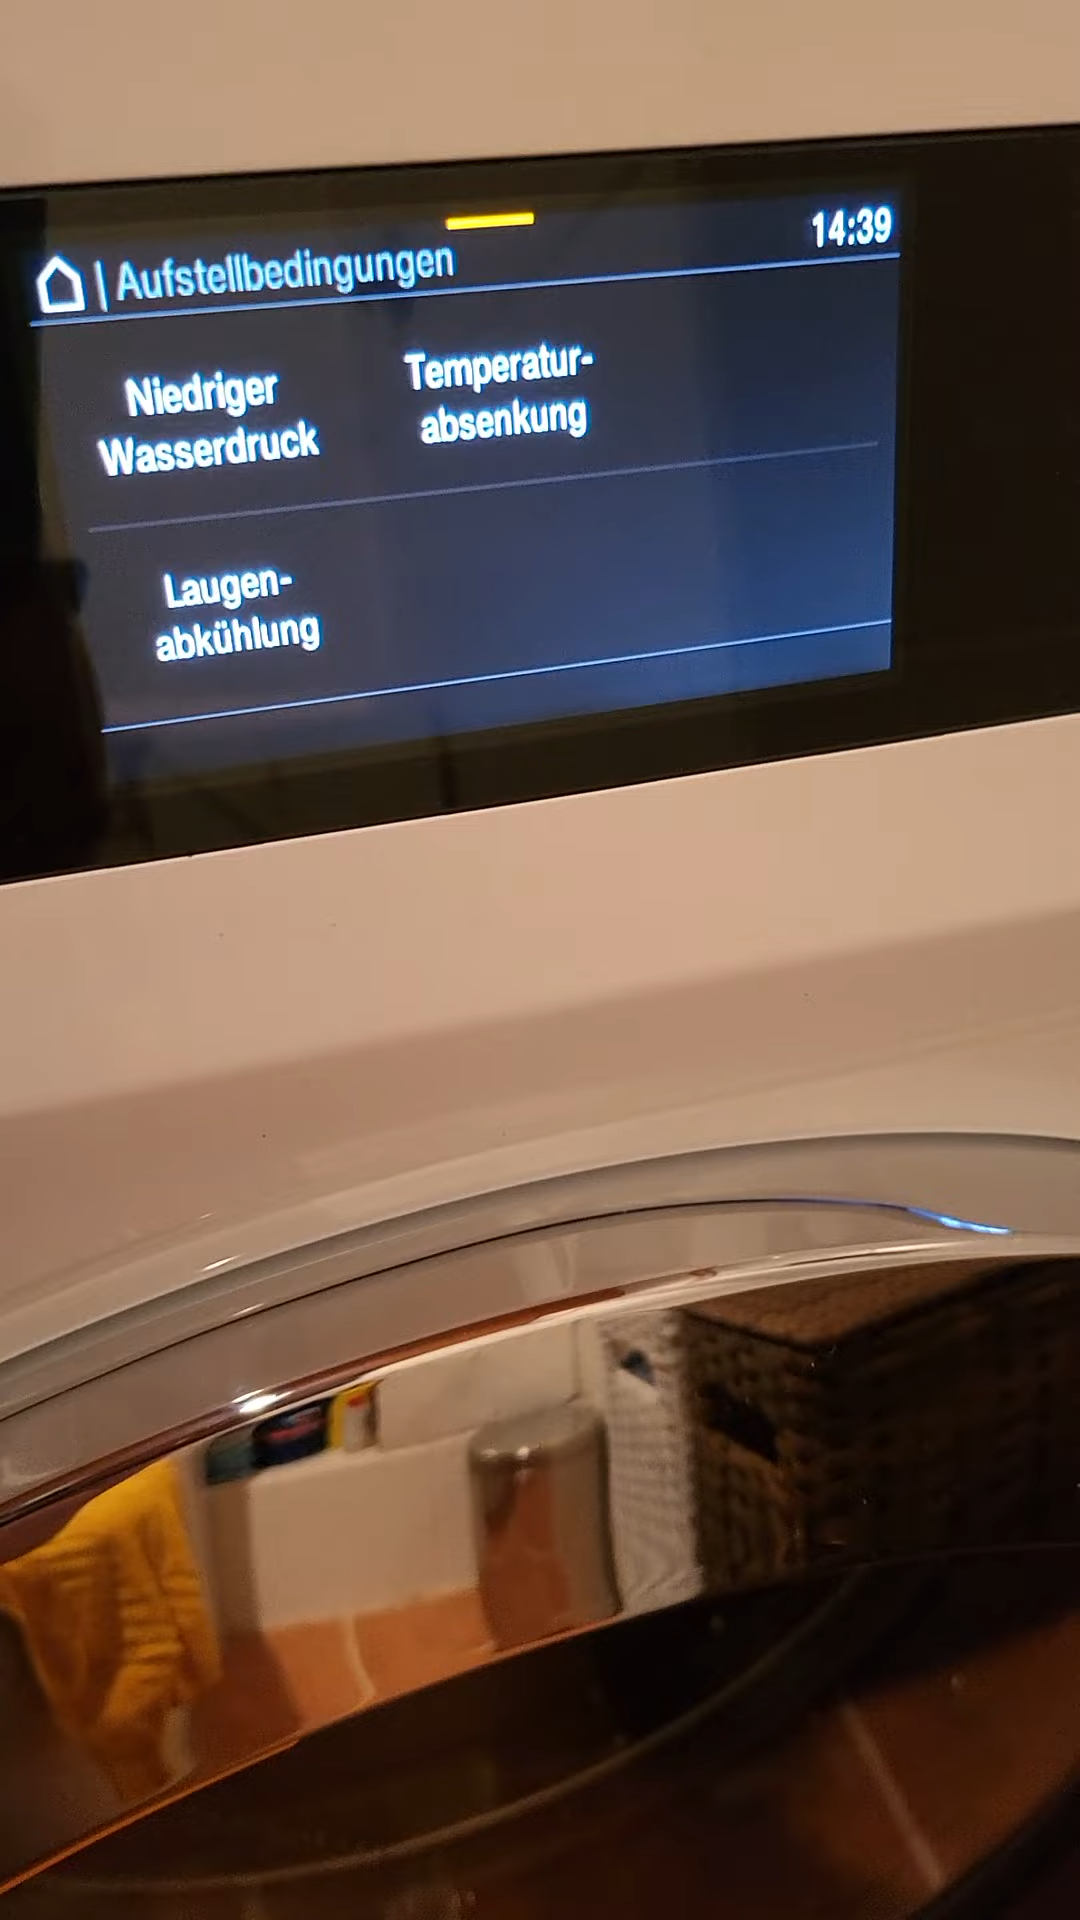 14:39
| Aufstellbedingungen
Niedriger
Wasserdruck
Temperatur-
absenkung
Laugen-
abkühlung